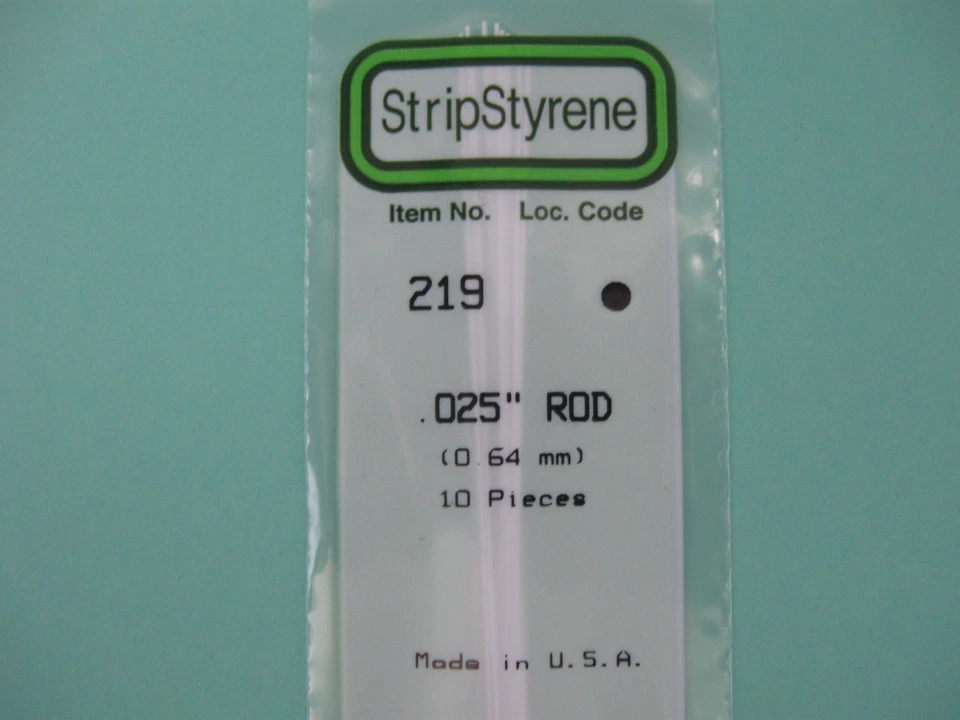 StripStyrene
Item No. Loc. Code
219
.025" ROD
(0.64 mm)
10 Pieces
Made in U.S.A.